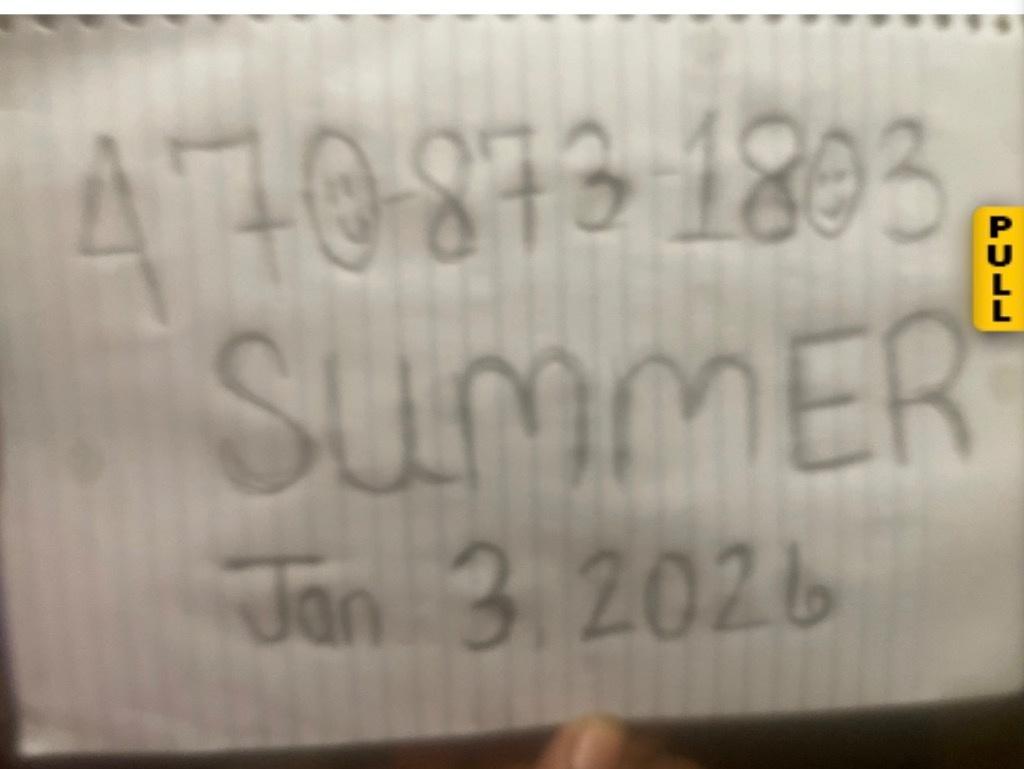 470-873-1803
SUMMER
Jan 3, 2026
PULL